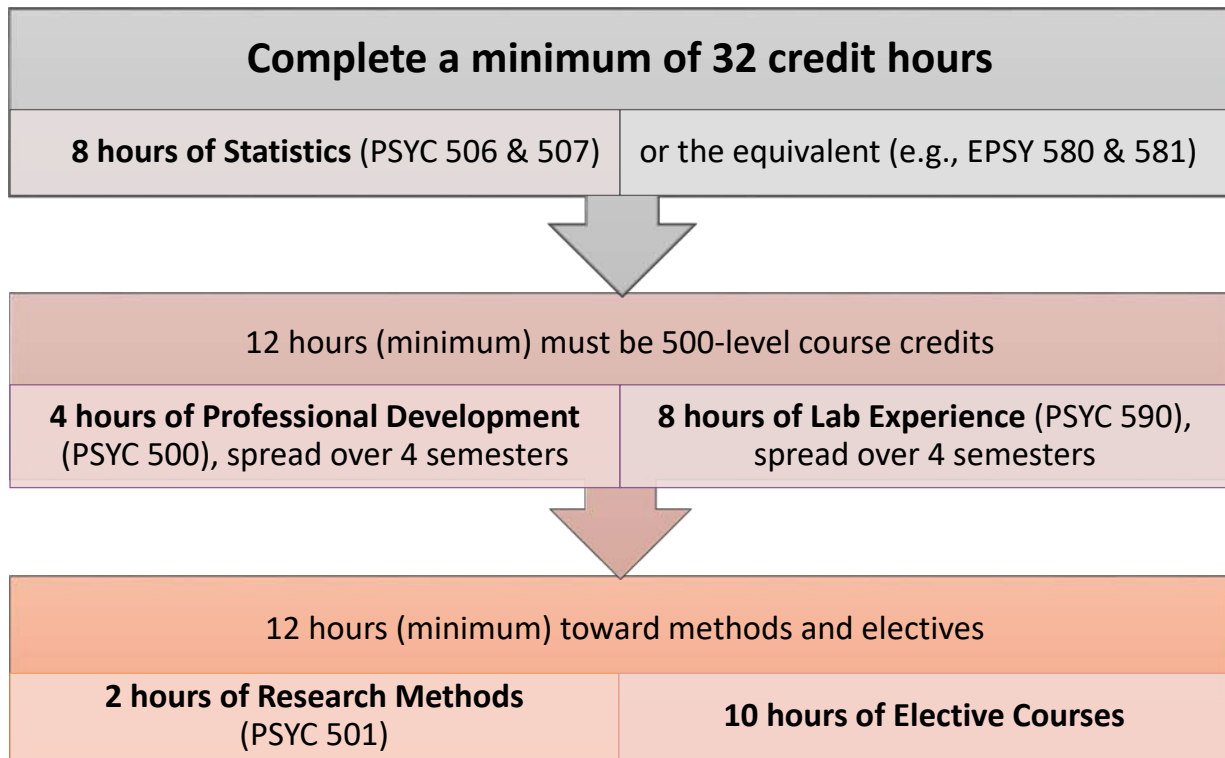 Complete a minimum of 32 credit hours
8 hours of Statistics (PSYC 506 & 507)
or the equivalent (e.g., EPSY 580 & 581)
12 hours (minimum) must be 500-level course credits
4 hours of Professional Development
(PSYC 500), spread over 4 semesters
8 hours of Lab Experience (PSYC 590),
spread over 4 semesters
12 hours (minimum) toward methods and electives
2 hours of Research Methods
(PSYC 501)
10 hours of Elective Courses